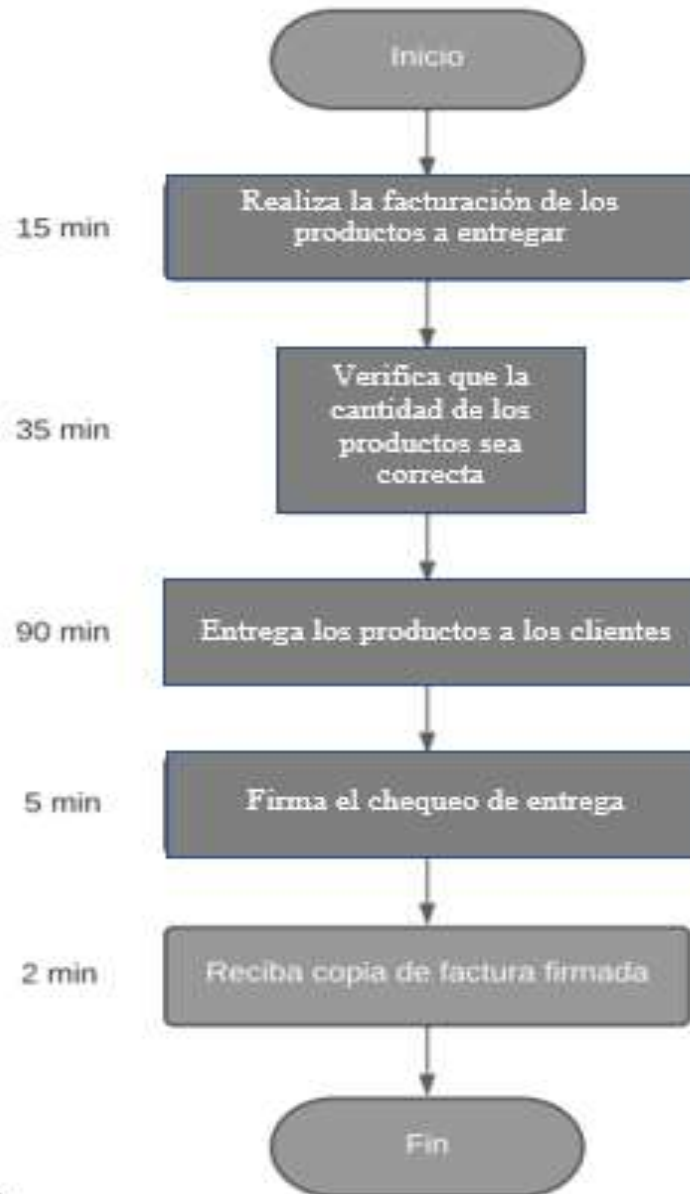 Inicio
15 min
Realiza la facturación de los
productos a entregar
35 min
Verifica que la
cantidad de los
productos sea
correcta
90 min
Entrega los productos a los clientes
5 min
Firma el chequeo de entrega
2 min
Reciba copia de factura firmada
Fin